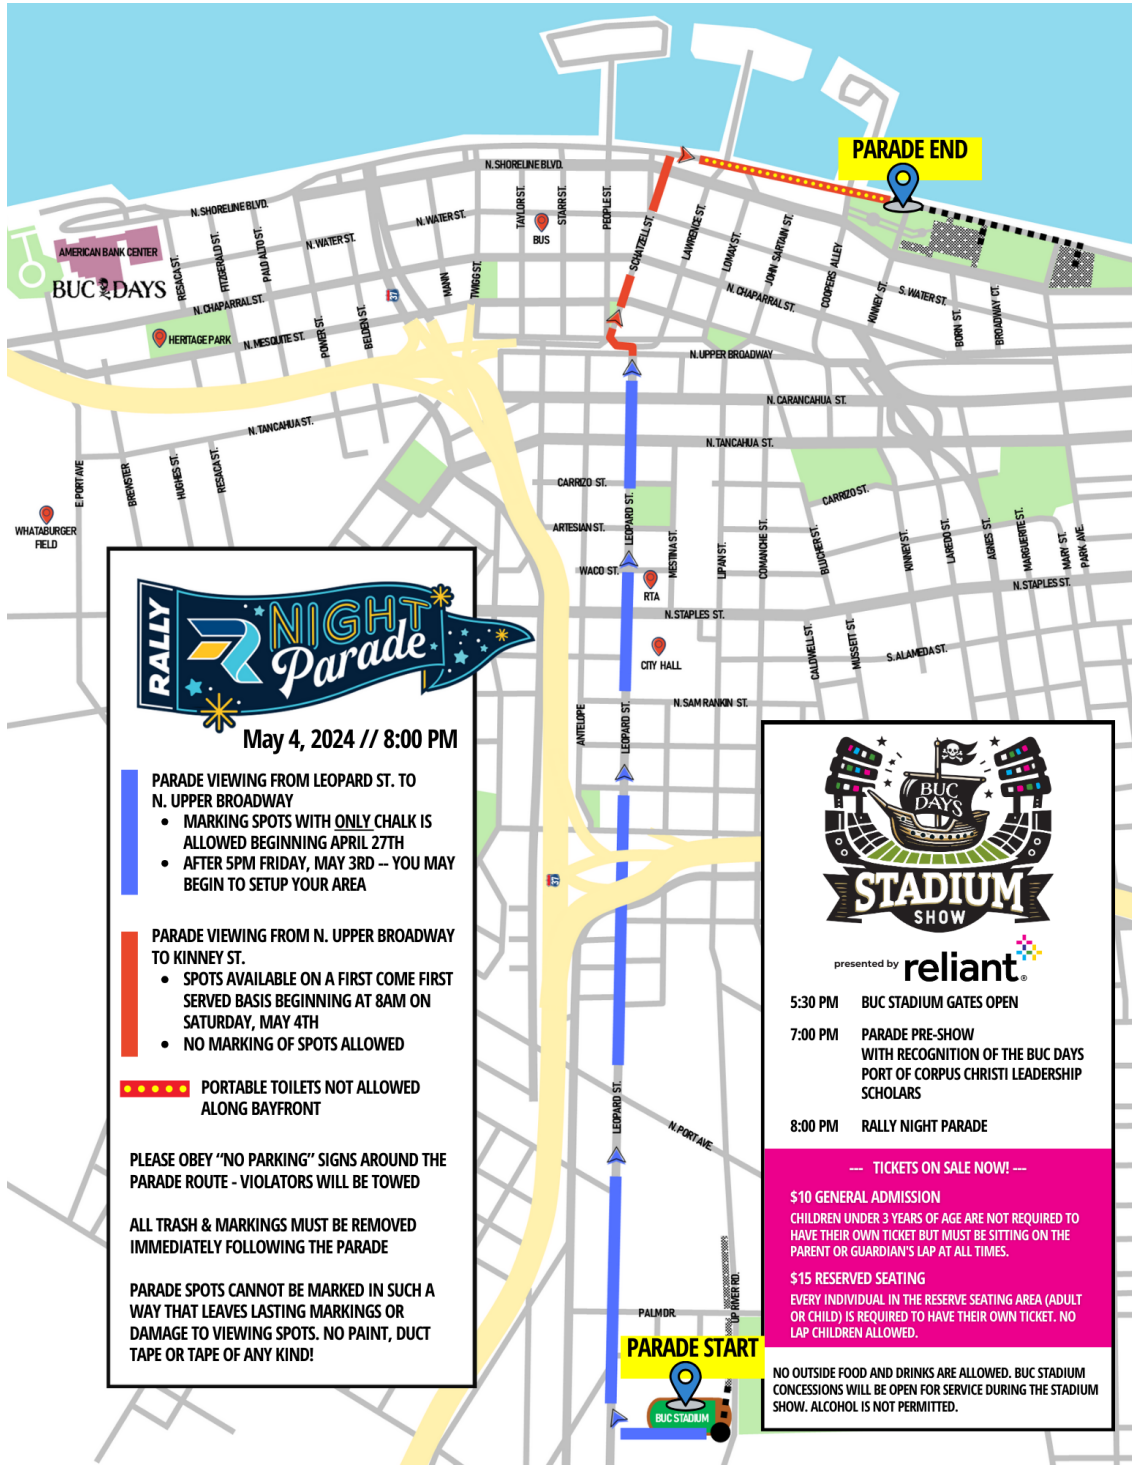 PARADE END
N. SHORELINE BLVD.
N. SHORELINE BLVD.
N. WATER ST.
N. WATER ST.
TAYLOR ST.
STARR ST.
PEOPLE ST.
BUS
SCHATZELL ST.
LAWRENCE ST.
LOMAX ST.
JOHN SARTAIN ST.
COOPERS ALLEY
KINNEY ST.
S. WATER ST.
BORN ST.
BROADWAY CT.
AMERICAN BANK CENTER
BUC DAYS
RESACA ST.
FITZGERALD ST.
PALO ALTO ST.
MANN
TWIGG ST.
37
N. CHAPARRAL ST.
N. CHAPARRAL ST.
HERITAGE PARK
N. MESQUITE ST.
POWER ST.
BELDEN ST.
N. UPPER BROADWAY
N. CARANCAHUA ST.
N. TANCAHUA ST.
N. TANCAHUA ST.
E. PORT AVE
BREWSTER
HUGHES ST.
RESACA ST.
CARRIZO ST.
CARRIZO ST.
ARTESIAN ST.
LEOPARD ST.
MESTINA ST.
LIPAN ST.
COMANCHE ST.
BLUCHER ST.
KINNEY ST.
LAREDO ST.
AGNES ST.
MARGUERITE ST.
MARY ST.
PARK AVE.
WHATABURGER
FIELD
WACO ST.
RTA
N. STAPLES ST.
N. STAPLES ST.
CITY HALL
CALDWELL ST.
MUSSETT ST.
S. ALAMEDA ST.
N. SAM RANKIN ST.
ANTELOPE
LEOPARD ST.
37
LEOPARD ST.
N. PORT AVE.
UP RIVER RD.
PALM DR.
PARADE START
BUC STADIUM
RALLY
NIGHT
Parade
May 4, 2024 // 8:00 PM
PARADE VIEWING FROM LEOPARD ST. TO
N. UPPER BROADWAY
• MARKING SPOTS WITH ONLY CHALK IS
ALLOWED BEGINNING APRIL 27TH
• AFTER 5PM FRIDAY, MAY 3RD -- YOU MAY
BEGIN TO SETUP YOUR AREA
PARADE VIEWING FROM N. UPPER BROADWAY
TO KINNEY ST.
• SPOTS AVAILABLE ON A FIRST COME FIRST
SERVED BASIS BEGINNING AT 8AM ON
SATURDAY, MAY 4TH
• NO MARKING OF SPOTS ALLOWED
PORTABLE TOILETS NOT ALLOWED
ALONG BAYFRONT
PLEASE OBEY “NO PARKING” SIGNS AROUND THE
PARADE ROUTE - VIOLATORS WILL BE TOWED
ALL TRASH & MARKINGS MUST BE REMOVED
IMMEDIATELY FOLLOWING THE PARADE
PARADE SPOTS CANNOT BE MARKED IN SUCH A
WAY THAT LEAVES LASTING MARKINGS OR
DAMAGE TO VIEWING SPOTS. NO PAINT, DUCT
TAPE OR TAPE OF ANY KIND!
BUC
DAYS
STADIUM
SHOW
presented by reliant®
5:30 PM BUC STADIUM GATES OPEN
7:00 PM PARADE PRE-SHOW
WITH RECOGNITION OF THE BUC DAYS
PORT OF CORPUS CHRISTI LEADERSHIP
SCHOLARS
8:00 PM RALLY NIGHT PARADE
--- TICKETS ON SALE NOW! ---
$10 GENERAL ADMISSION
CHILDREN UNDER 3 YEARS OF AGE ARE NOT REQUIRED TO
HAVE THEIR OWN TICKET BUT MUST BE SITTING ON THE
PARENT OR GUARDIAN'S LAP AT ALL TIMES.
$15 RESERVED SEATING
EVERY INDIVIDUAL IN THE RESERVE SEATING AREA (ADULT
OR CHILD) IS REQUIRED TO HAVE THEIR OWN TICKET. NO
LAP CHILDREN ALLOWED.
NO OUTSIDE FOOD AND DRINKS ARE ALLOWED. BUC STADIUM
CONCESSIONS WILL BE OPEN FOR SERVICE DURING THE STADIUM
SHOW. ALCOHOL IS NOT PERMITTED.